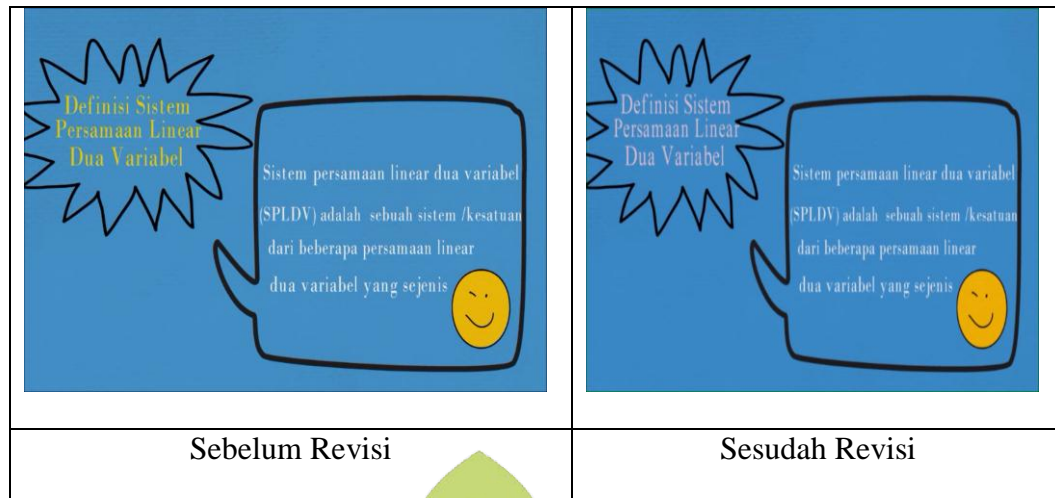 Definisi Sistem
Persamaan Linear
Dua Variabel
Sistem persamaan linear dua variabel
(SPLDV) adalah sebuah sistem /kesatuan
dari beberapa persamaan linear
dua variabel yang sejenis
Definisi Sistem
Persamaan Linear
Dua Variabel
Sistem persamaan linear dua variabel
(SPLDV) adalah sebuah sistem /kesatuan
dari beberapa persamaan linear
dua variabel yang sejenis
Sebelum Revisi
Sesudah Revisi